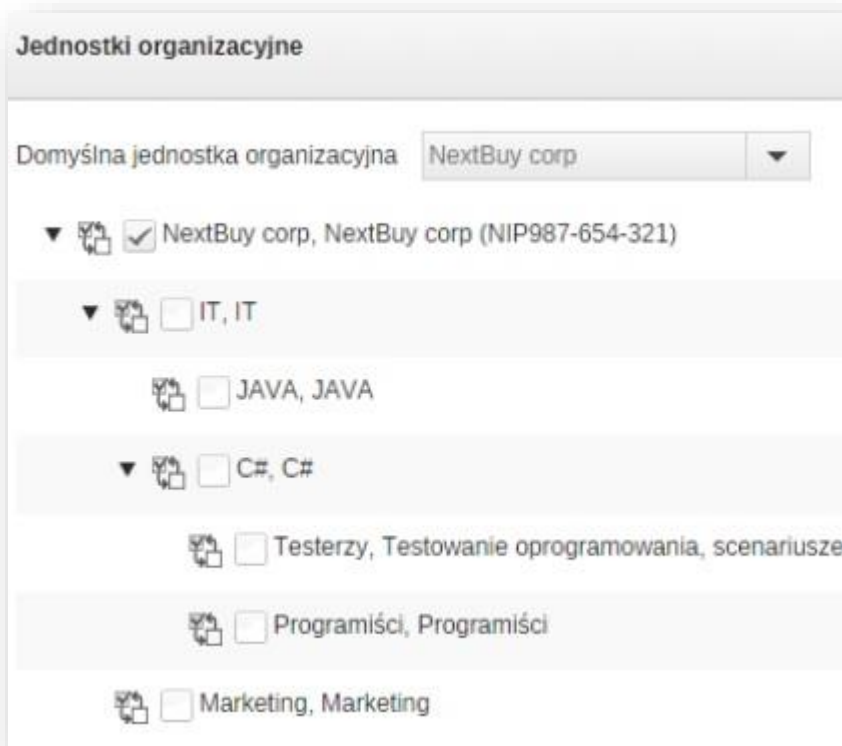 Jednostki organizacyjne
Domyślna jednostka organizacyjna NextBuy corp
NextBuy corp, NextBuy corp (NIP987-654-321)
IT, IT
JAVA, JAVA
C#, C#
Testerzy, Testowanie oprogramowania, scenariusze
Programiści, Programiści
Marketing, Marketing